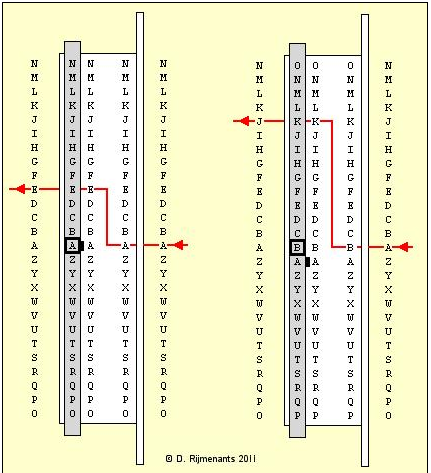 N N N N N N O O O N
M M M M M M N N N M
L L L L L L M M M L
K K K K K K L L L K
J J J J J J K K K J
I I I I I I J J J I
H H H H H H I I I H
G G G G G G H H H G
F F F F F F G G G F
E E E E E E F F F E
D D D D D D E E E D
C C C C C C D D D C
B B B B B B C C C B
A A A A A A B B B A
Z Z Z Z Z Z A A A Z
Y Y Y Y Y Y Z Z Z Y
X X X X X X Y Y Y X
W W W W W W X X X W
V V V V V V W W W V
U U U U U U V V V U
T T T T T T U U U T
S S S S S S T T T S
R R R R R R S S S R
Q Q Q Q Q Q R R R Q
P P P P P P Q Q Q P
O O O O O O P P P O
© D. Rijmenants 2011